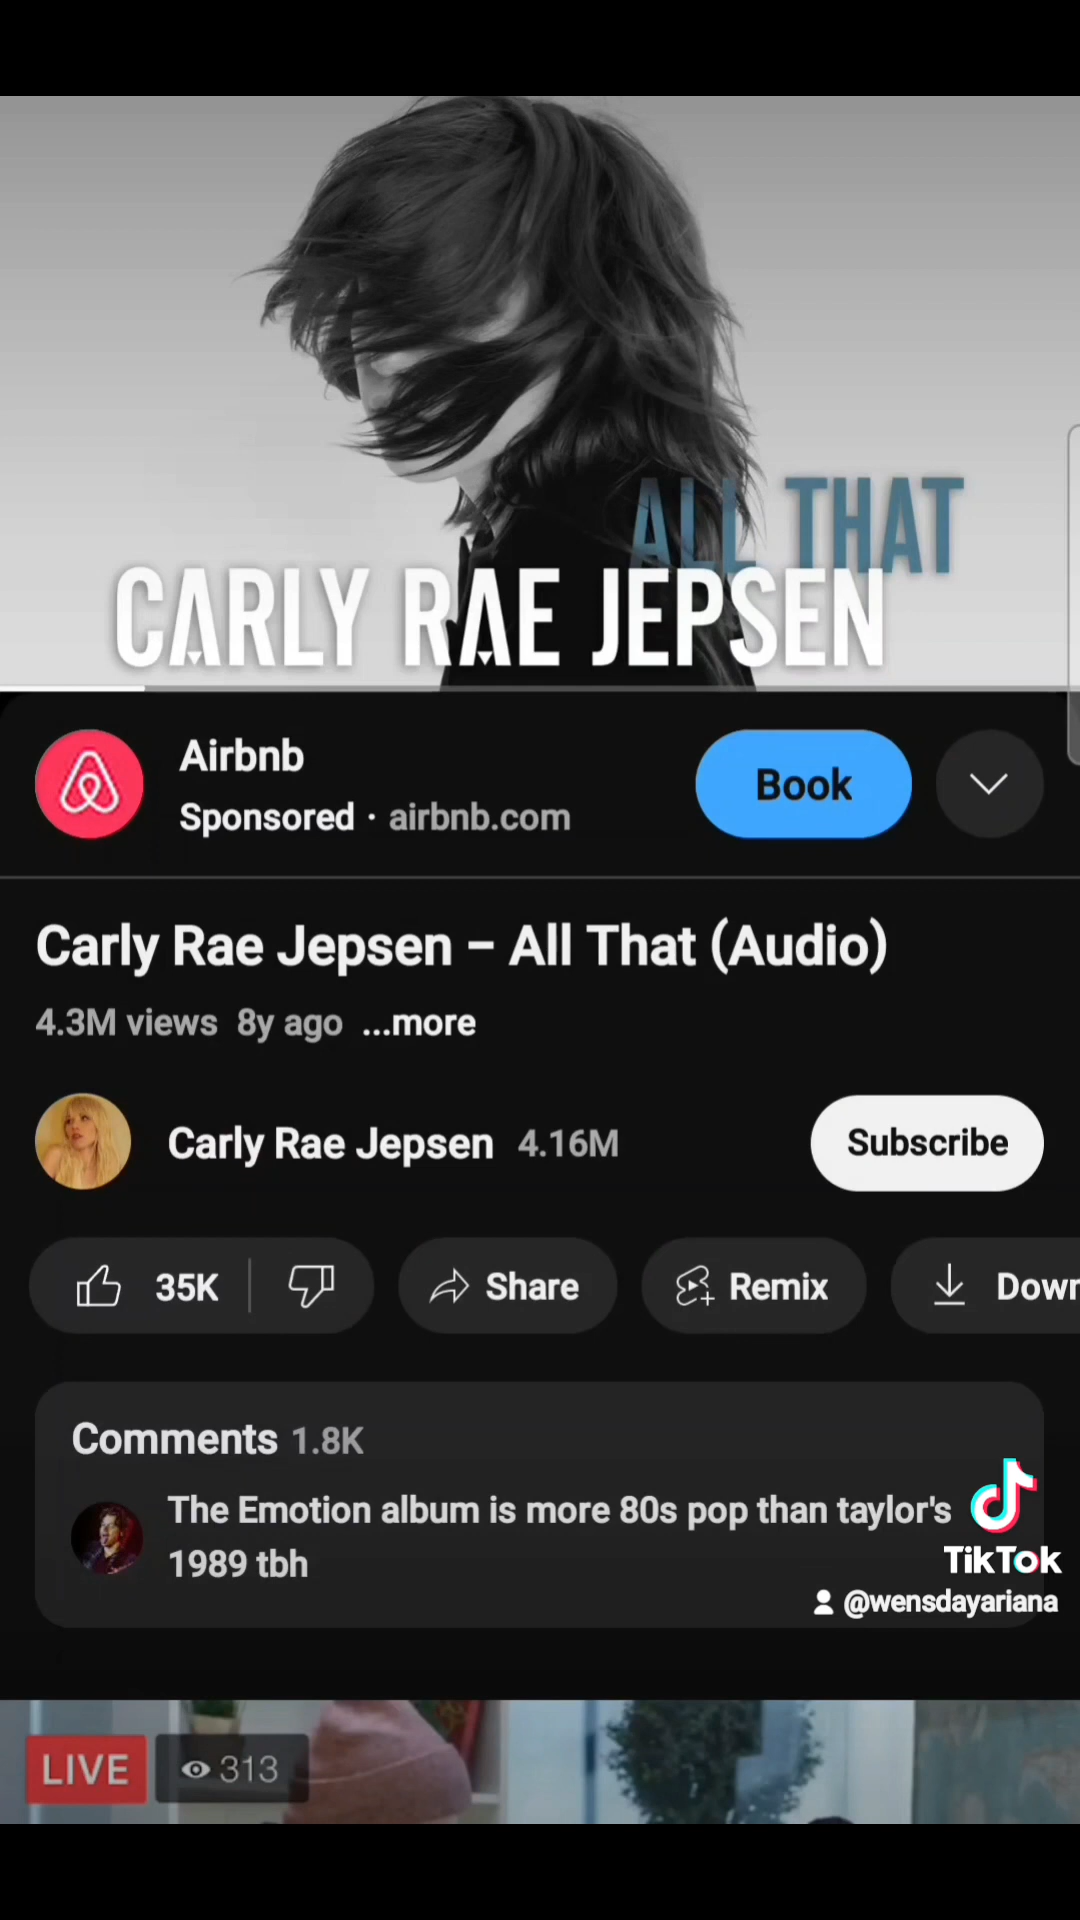 ALL THAT
CARLY RAE JEPSEN
Airbnb
Book
Sponsored · airbnb.com
Carly Rae Jepsen – All That (Audio)
4.3M views 8y ago ...more
Carly Rae Jepsen 4.16M
Subscribe
35K
Share
Remix
Down
Comments 1.8K
The Emotion album is more 80s pop than taylor's
1989 tbh
TikTok
@wensdayariana
LIVE
313